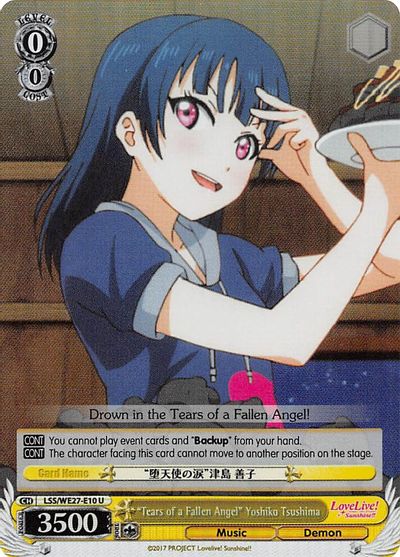 LEVEL
0
0
COST
Drown in the Tears of a Fallen Angel!
CONT You cannot play event cards and "Backup" from your hand.
CONT The character facing this card cannot move to another position on the stage.
Card Name
"堕天使の涙"津島 善子
CH LSS/WE27-E10 U
"Tears of a Fallen Angel" Yoshiko Tsushima
LoveLive!
Sunshine!!
POWER
3500
SOUL
Music
Demon
©2017 PROJECT Lovelive! Sunshine!!